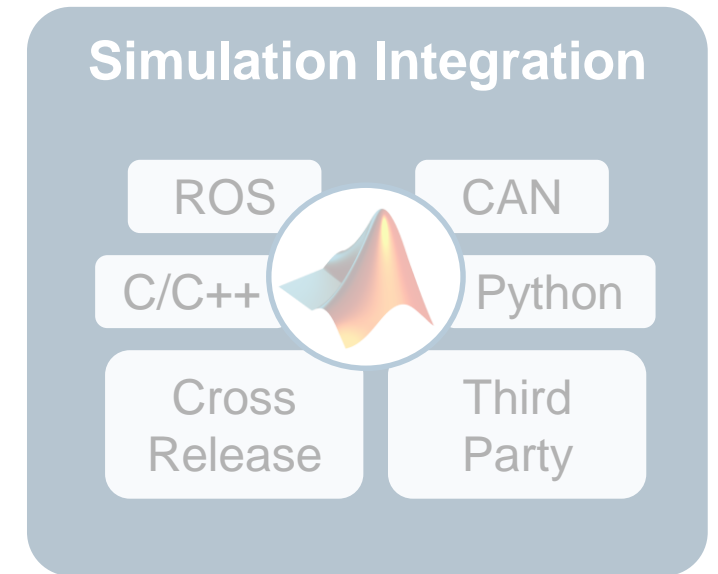 Simulation Integration
ROS
CAN
C/C++
Python
Cross
Release
Third
Party